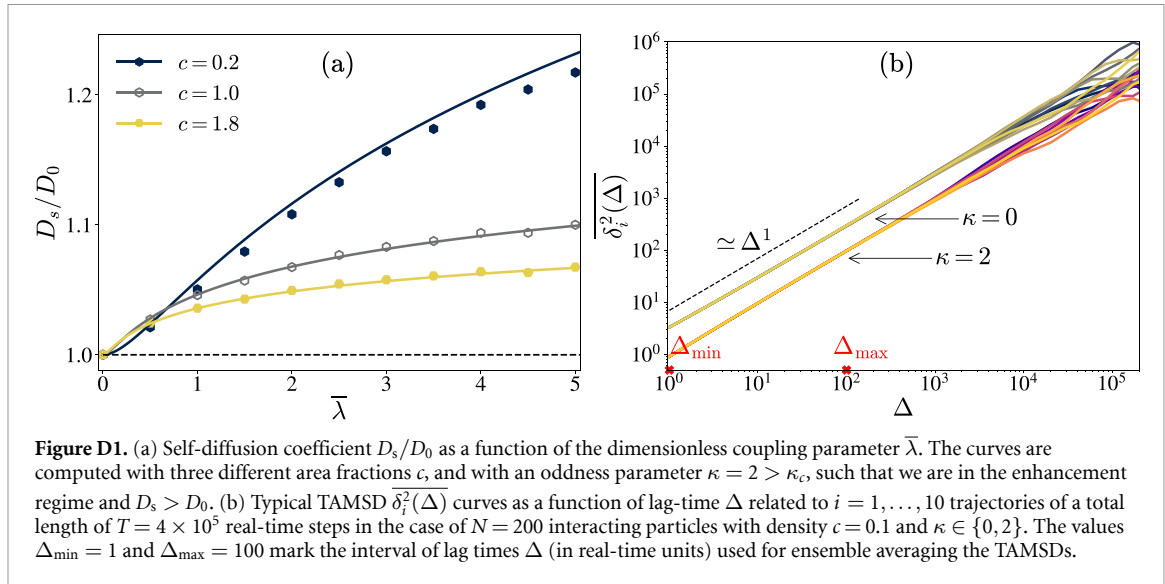 (a)
c = 0.2
c = 1.0
c = 1.8
1.2
1.1
1.0
D_s/D_0
0 1 2 3 4 5
λ̅
(b)
10^6
10^5
10^4
10^3
10^2
10^1
10^0
\overline{δ_i^2(Δ)}
≃ Δ^1
κ = 0
κ = 2
Δ_min
Δ_max
10^0 10^1 10^2 10^3 10^4 10^5
Δ
Figure D1. (a) Self-diffusion coefficient D_s/D_0 as a function of the dimensionless coupling parameter λ̅. The curves are
computed with three different area fractions c, and with an oddness parameter κ = 2 > κ_c, such that we are in the enhancement
regime and D_s > D_0. (b) Typical TAMSD \overline{δ_i^2(Δ)} curves as a function of lag-time Δ related to i = 1, . . . , 10 trajectories of a total
length of T = 4 × 10^5 real-time steps in the case of N = 200 interacting particles with density c = 0.1 and κ ∈ {0, 2}. The values
Δ_min = 1 and Δ_max = 100 mark the interval of lag times Δ (in real-time units) used for ensemble averaging the TAMSDs.